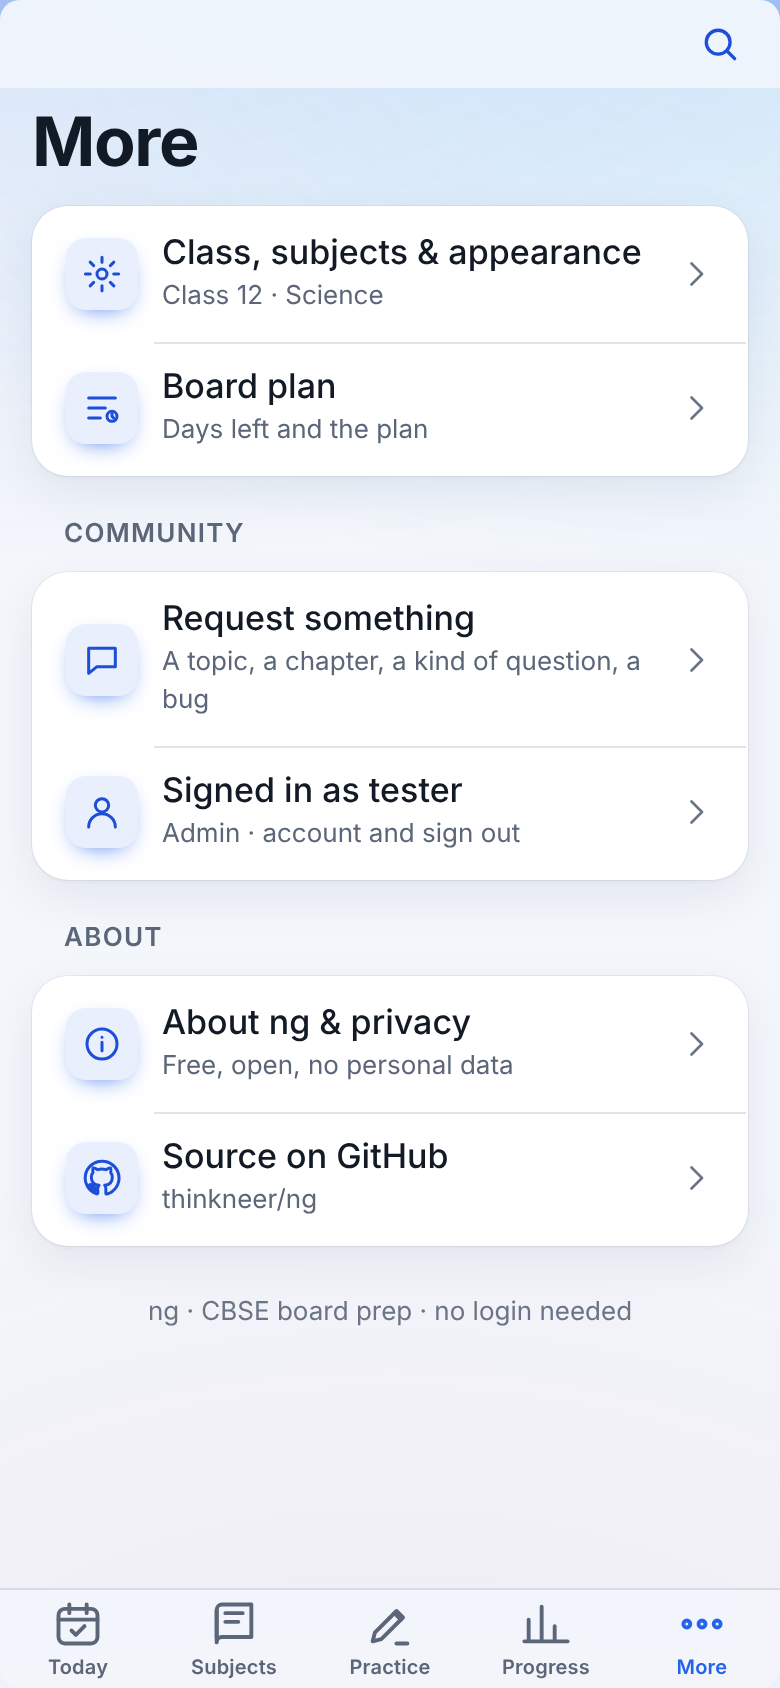 More
Class, subjects & appearance
Class 12 · Science
Board plan
Days left and the plan
COMMUNITY
Request something
A topic, a chapter, a kind of question, a
bug
Signed in as tester
Admin · account and sign out
ABOUT
About ng & privacy
Free, open, no personal data
Source on GitHub
thinkneer/ng
ng · CBSE board prep · no login needed
Today
Subjects
Practice
Progress
More